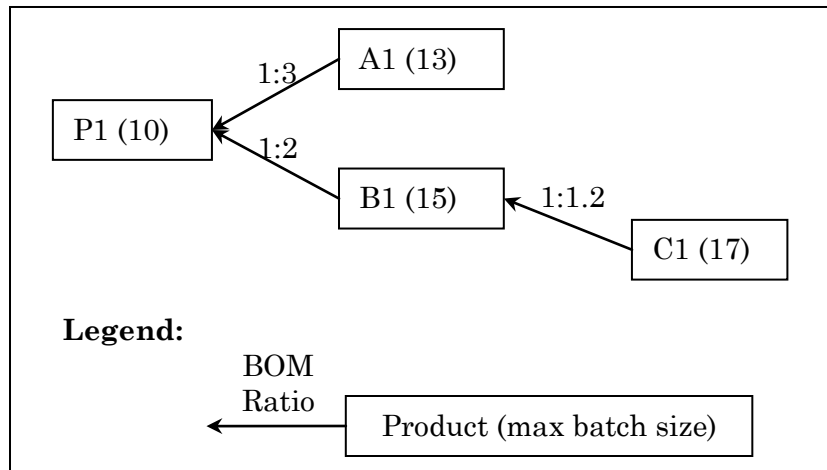 A1 (13)
1:3
P1 (10)
1:2
B1 (15)
1:1.2
C1 (17)
Legend:
BOM
Ratio
Product (max batch size)